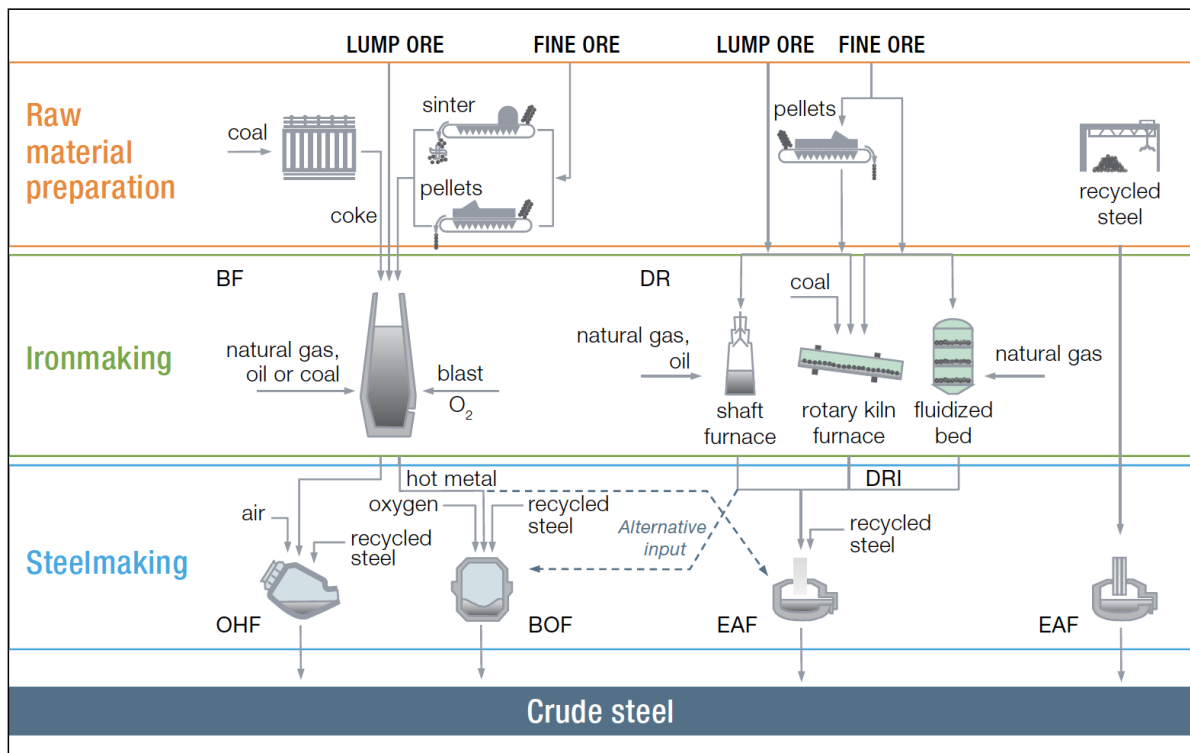 LUMP ORE
FINE ORE
LUMP ORE
FINE ORE
Raw
material
preparation
coal
sinter
pellets
coke
pellets
recycled
steel
Ironmaking
BF
natural gas,
oil or coal
blast
O₂
DR
coal
natural gas,
oil
natural gas
shaft
furnace
rotary kiln
furnace
fluidized
bed
Steelmaking
hot metal
air
oxygen
recycled
steel
recycled
steel
Alternative
input
DRI
recycled
steel
OHF
BOF
EAF
EAF
Crude steel